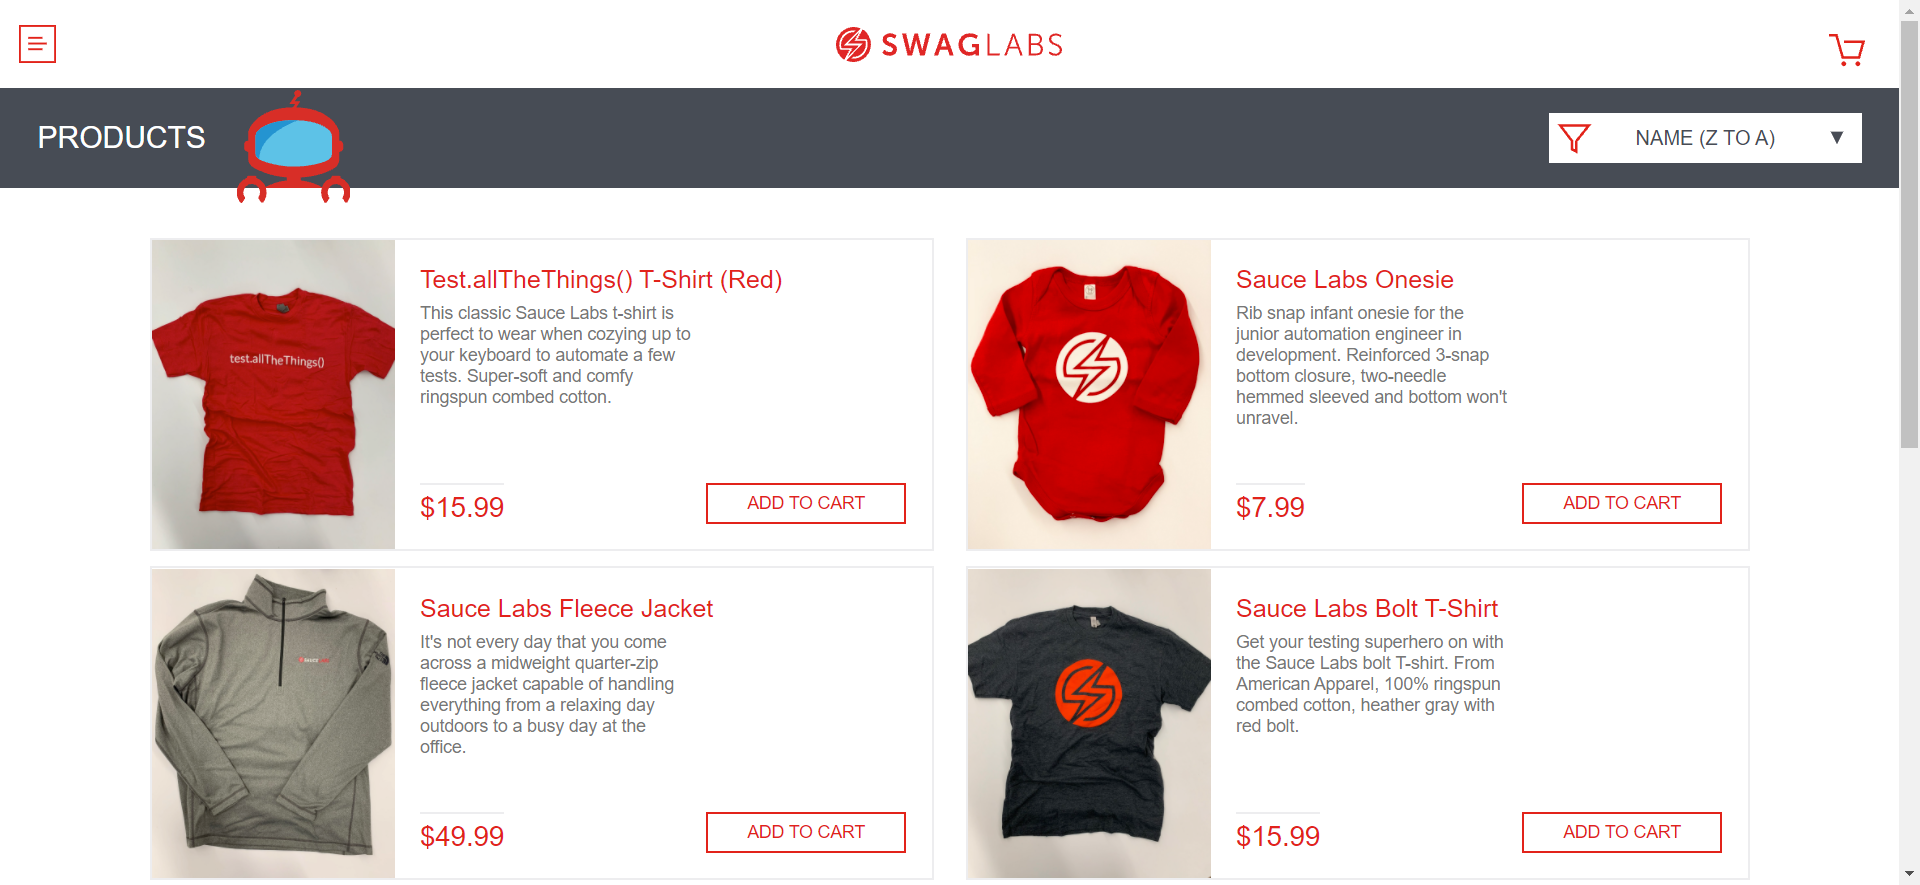 SWAGLABS
PRODUCTS
NAME (Z TO A)
test.allTheThings()
Test.allTheThings() T-Shirt (Red)
This classic Sauce Labs t-shirt is
perfect to wear when cozying up to
your keyboard to automate a few
tests. Super-soft and comfy
ringspun combed cotton.
$15.99
ADD TO CART
Sauce Labs Onesie
Rib snap infant onesie for the
junior automation engineer in
development. Reinforced 3-snap
bottom closure, two-needle
hemmed sleeved and bottom won't
unravel.
$7.99
ADD TO CART
Sauce Labs Fleece Jacket
It's not every day that you come
across a midweight quarter-zip
fleece jacket capable of handling
everything from a relaxing day
outdoors to a busy day at the
office.
$49.99
ADD TO CART
Sauce Labs Bolt T-Shirt
Get your testing superhero on with
the Sauce Labs bolt T-shirt. From
American Apparel, 100% ringspun
combed cotton, heather gray with
red bolt.
$15.99
ADD TO CART